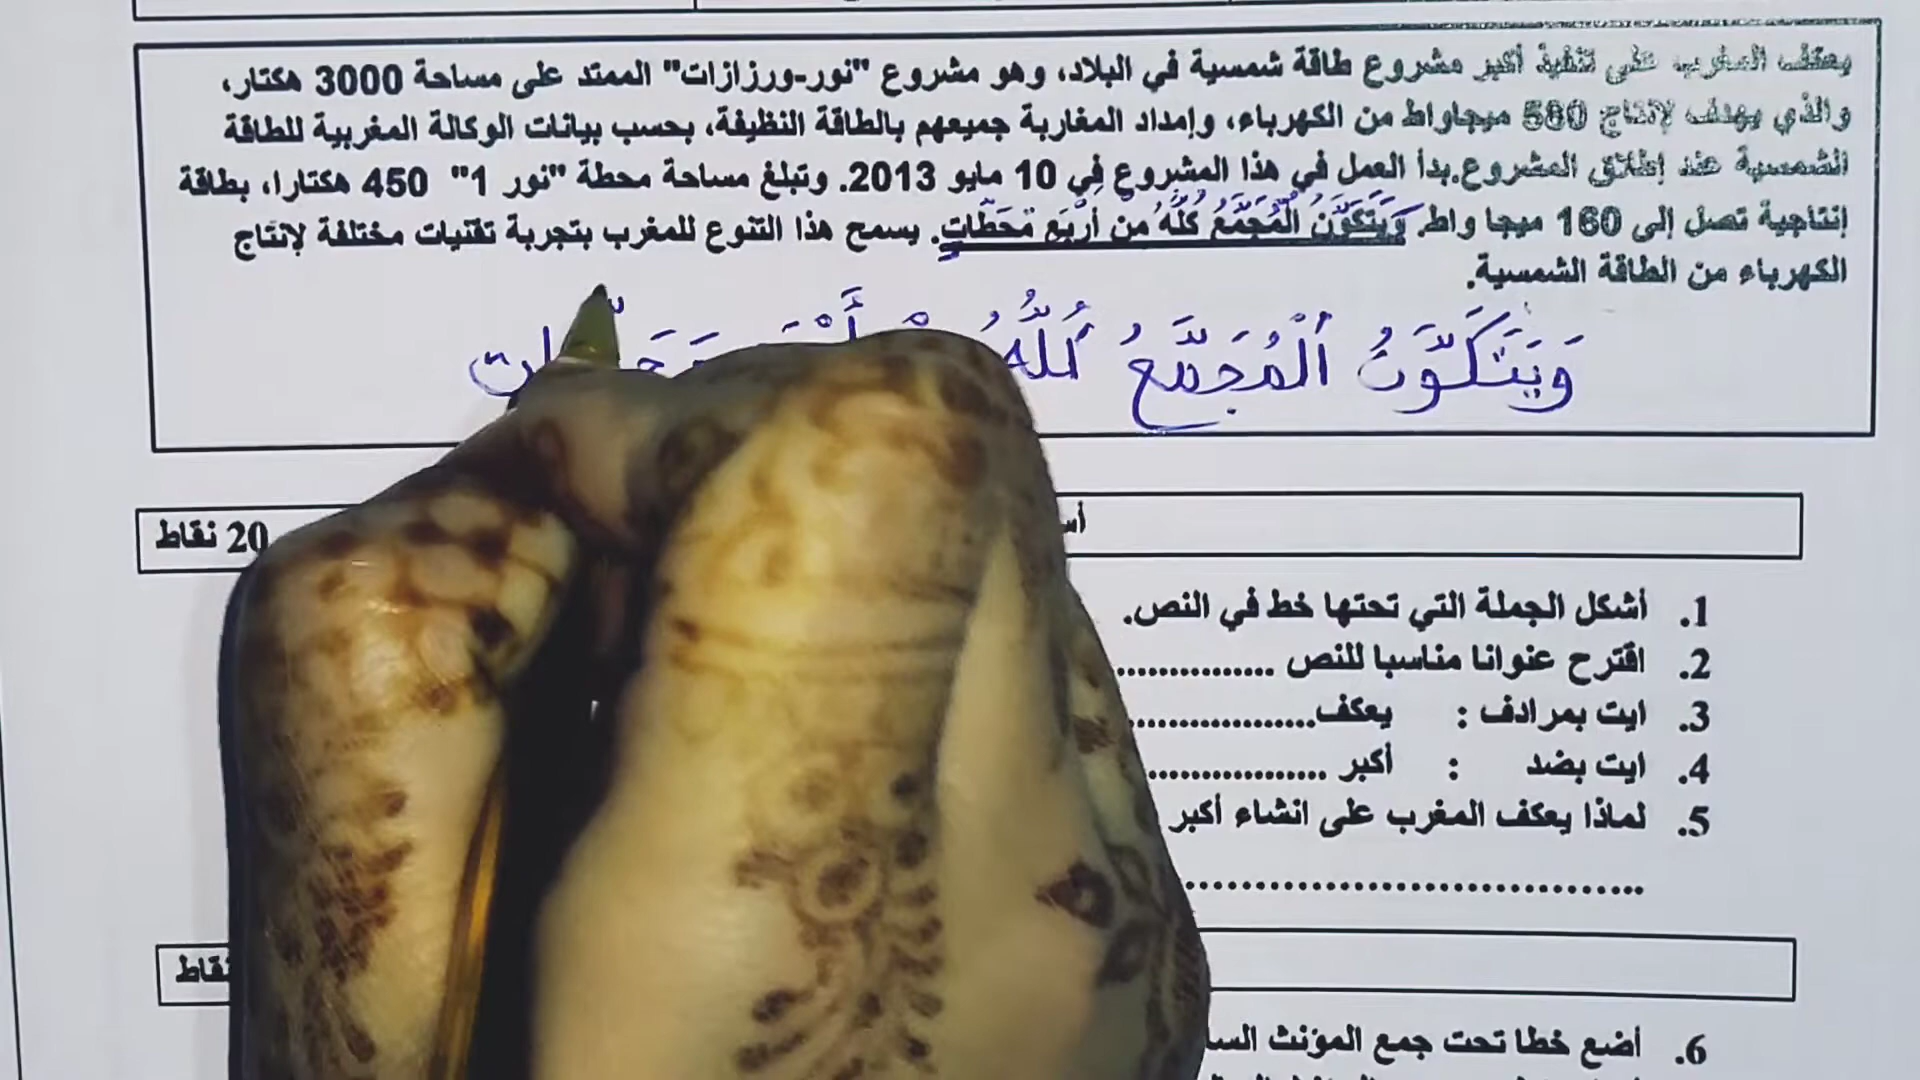 يعكف المغرب على تنفيذ أكبر مشروع طاقة شمسية في البلاد، وهو مشروع "نور-ورزازات" الممتد على مساحة 3000 هكتار،
والذي يهدف لإنتاج 580 ميجاواط من الكهرباء، وإمداد المغاربة جميعهم بالطاقة النظيفة، بحسب بيانات الوكالة المغربية للطاقة
الشمسية عند إطلاق المشروع.بدأ العمل في هذا المشروع في 10 مايو 2013. وتبلغ مساحة محطة "نور 1" 450 هكتارا، بطاقة
إنتاجية تصل إلى 160 ميجا واط. وَيَتَكَوَّنُ الْمُجَمَّعُ كُلُّهُ مِنْ أَرْبَعِ مَحَطَّاتٍ. يسمح هذا التنوع للمغرب بتجربة تقنيات مختلفة لإنتاج
الكهرباء من الطاقة الشمسية.
وَيَتَكَوَّنُ ٱلْمُجَمَّعُ كُلُّهُ
20 نقاط
1. أشكل الجملة التي تحتها خط في النص.
2. اقترح عنوانا مناسبا للنص ...............
3. ايت بمرادف : يعكف..................
4. ايت بضد : أكبر ..................
5. لماذا يعكف المغرب على انشاء أكبر
..............................................
نقاط
6. أضع خطا تحت جمع المؤنث